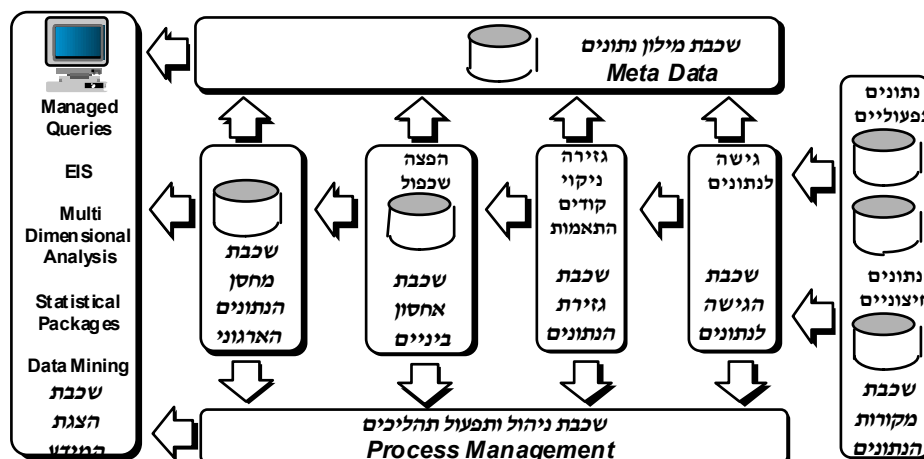 שכבת מילון נתונים
Meta Data
נתונים
תפעוליים
נתונים
חיצוניים
שכבת
מקורות
הנתונים
גישה
לנתונים
שכבת
הגישה
לנתונים
גזירה
ניקוי
קודים
התאמות
שכבת
גזירת
הנתונים
הפצה
שכפול
שכבת
אחסון
ביניים
שכבת
מחסן
הנתונים
הארגוני
Managed
Queries
EIS
Multi
Dimensional
Analysis
Statistical
Packages
Data Mining
שכבת
הצגת
המידע
שכבת ניהול ותפעול תהליכים
Process Management